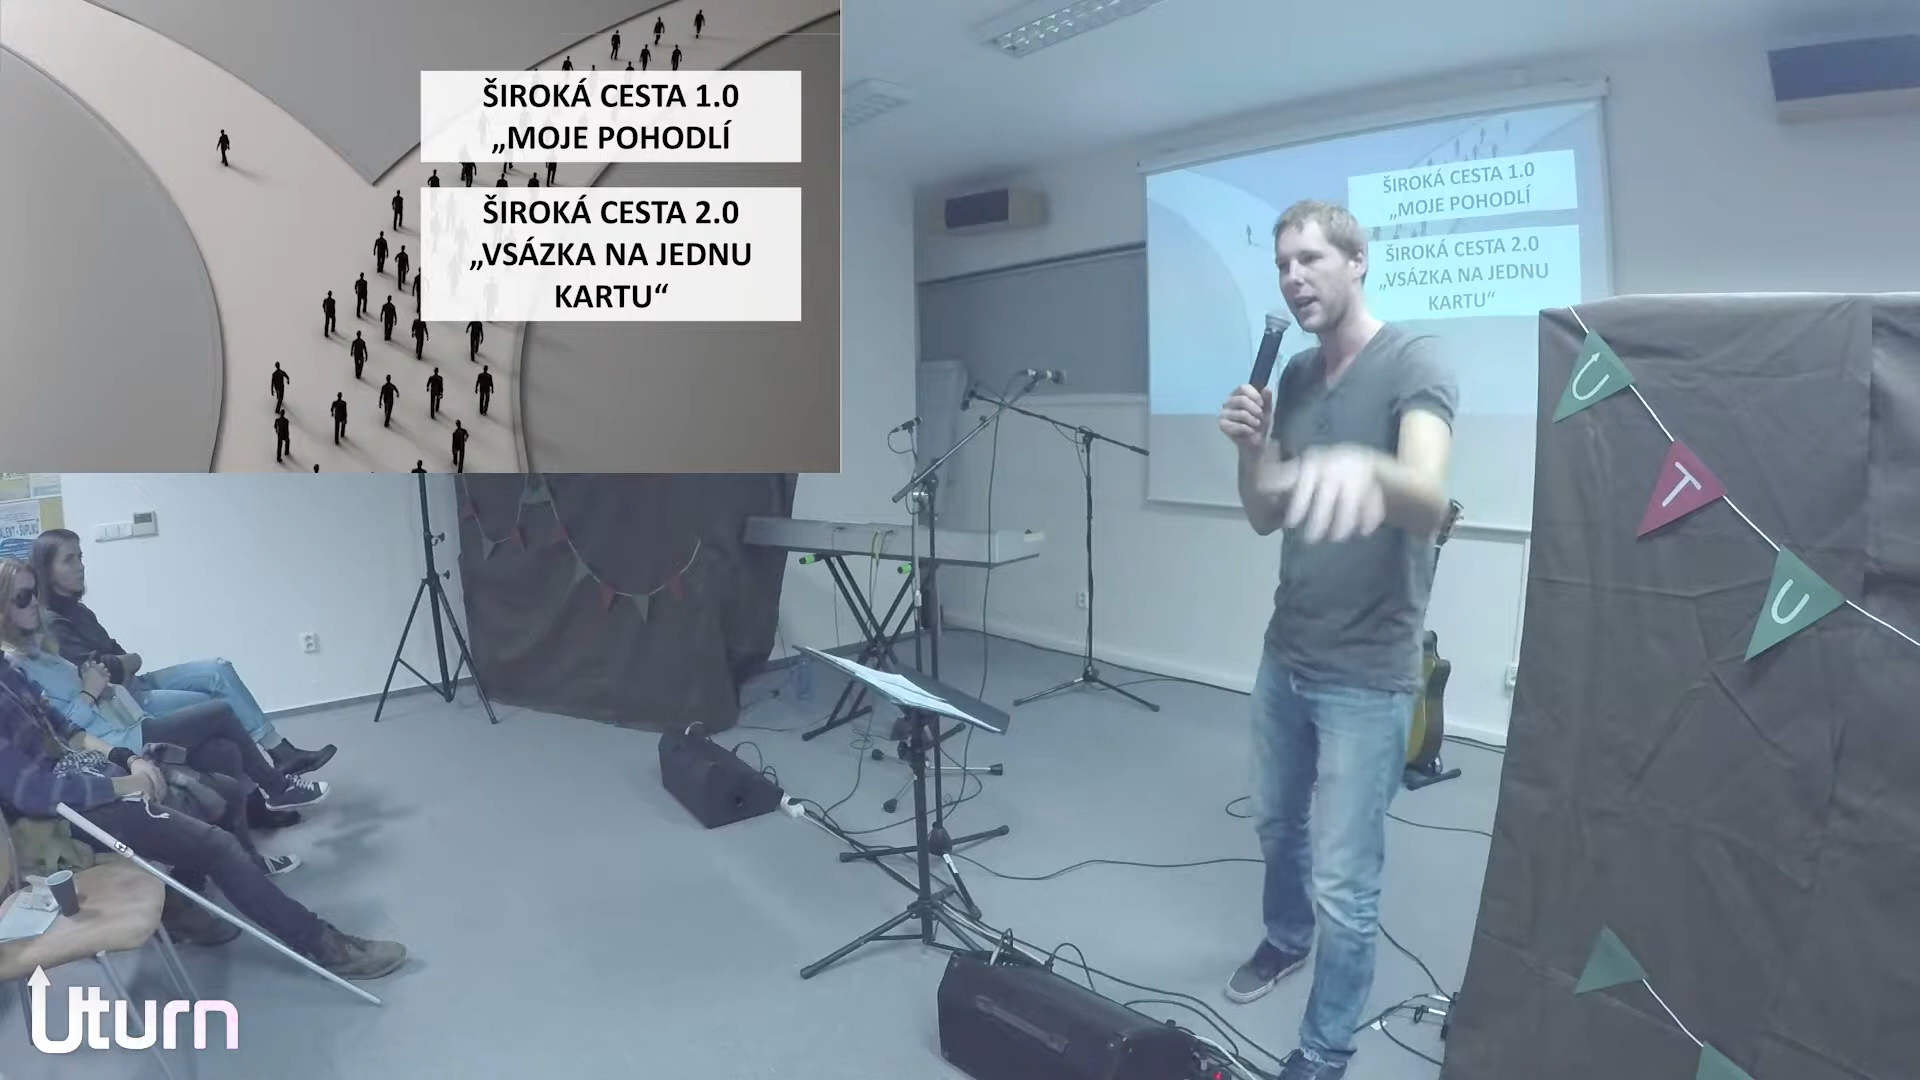 ŠIROKÁ CESTA 1.0
„MOJE POHODLÍ
ŠIROKÁ CESTA 2.0
„VSÁZKA NA JEDNU
KARTU“
ŠIROKÁ CESTA 1.0
„MOJE POHODLÍ
ŠIROKÁ CESTA 2.0
„VSÁZKA NA JEDNU
KARTU“
U
T
U
Uturn